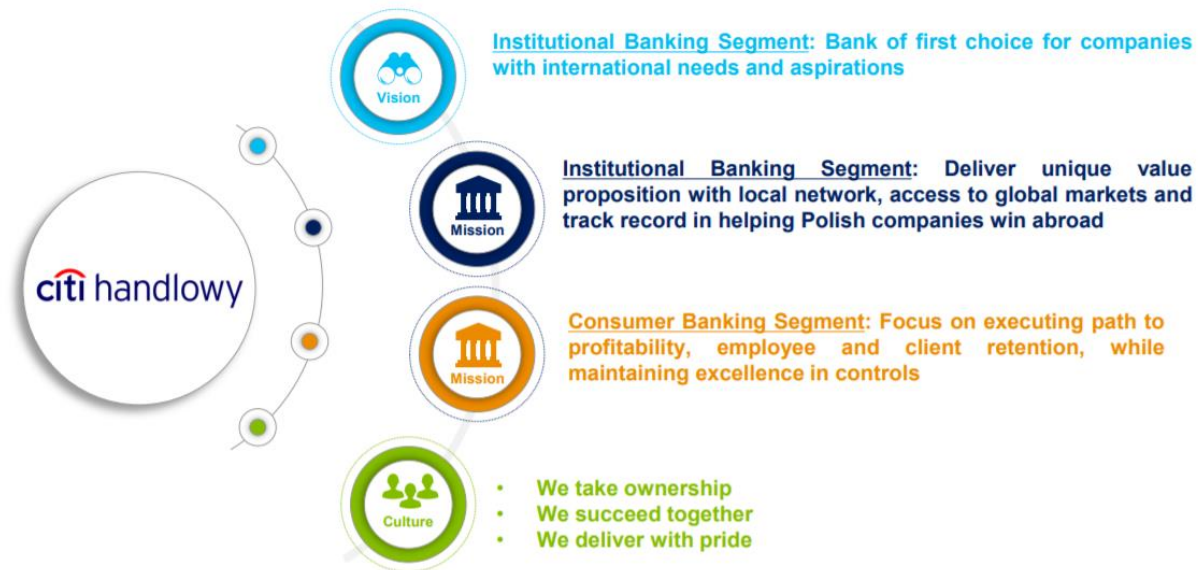 citi handlowy
Vision
Institutional Banking Segment: Bank of first choice for companies
with international needs and aspirations
Mission
Institutional Banking Segment: Deliver unique value
proposition with local network, access to global markets and
track record in helping Polish companies win abroad
Mission
Consumer Banking Segment: Focus on executing path to
profitability, employee and client retention, while
maintaining excellence in controls
Culture
• We take ownership
• We succeed together
• We deliver with pride